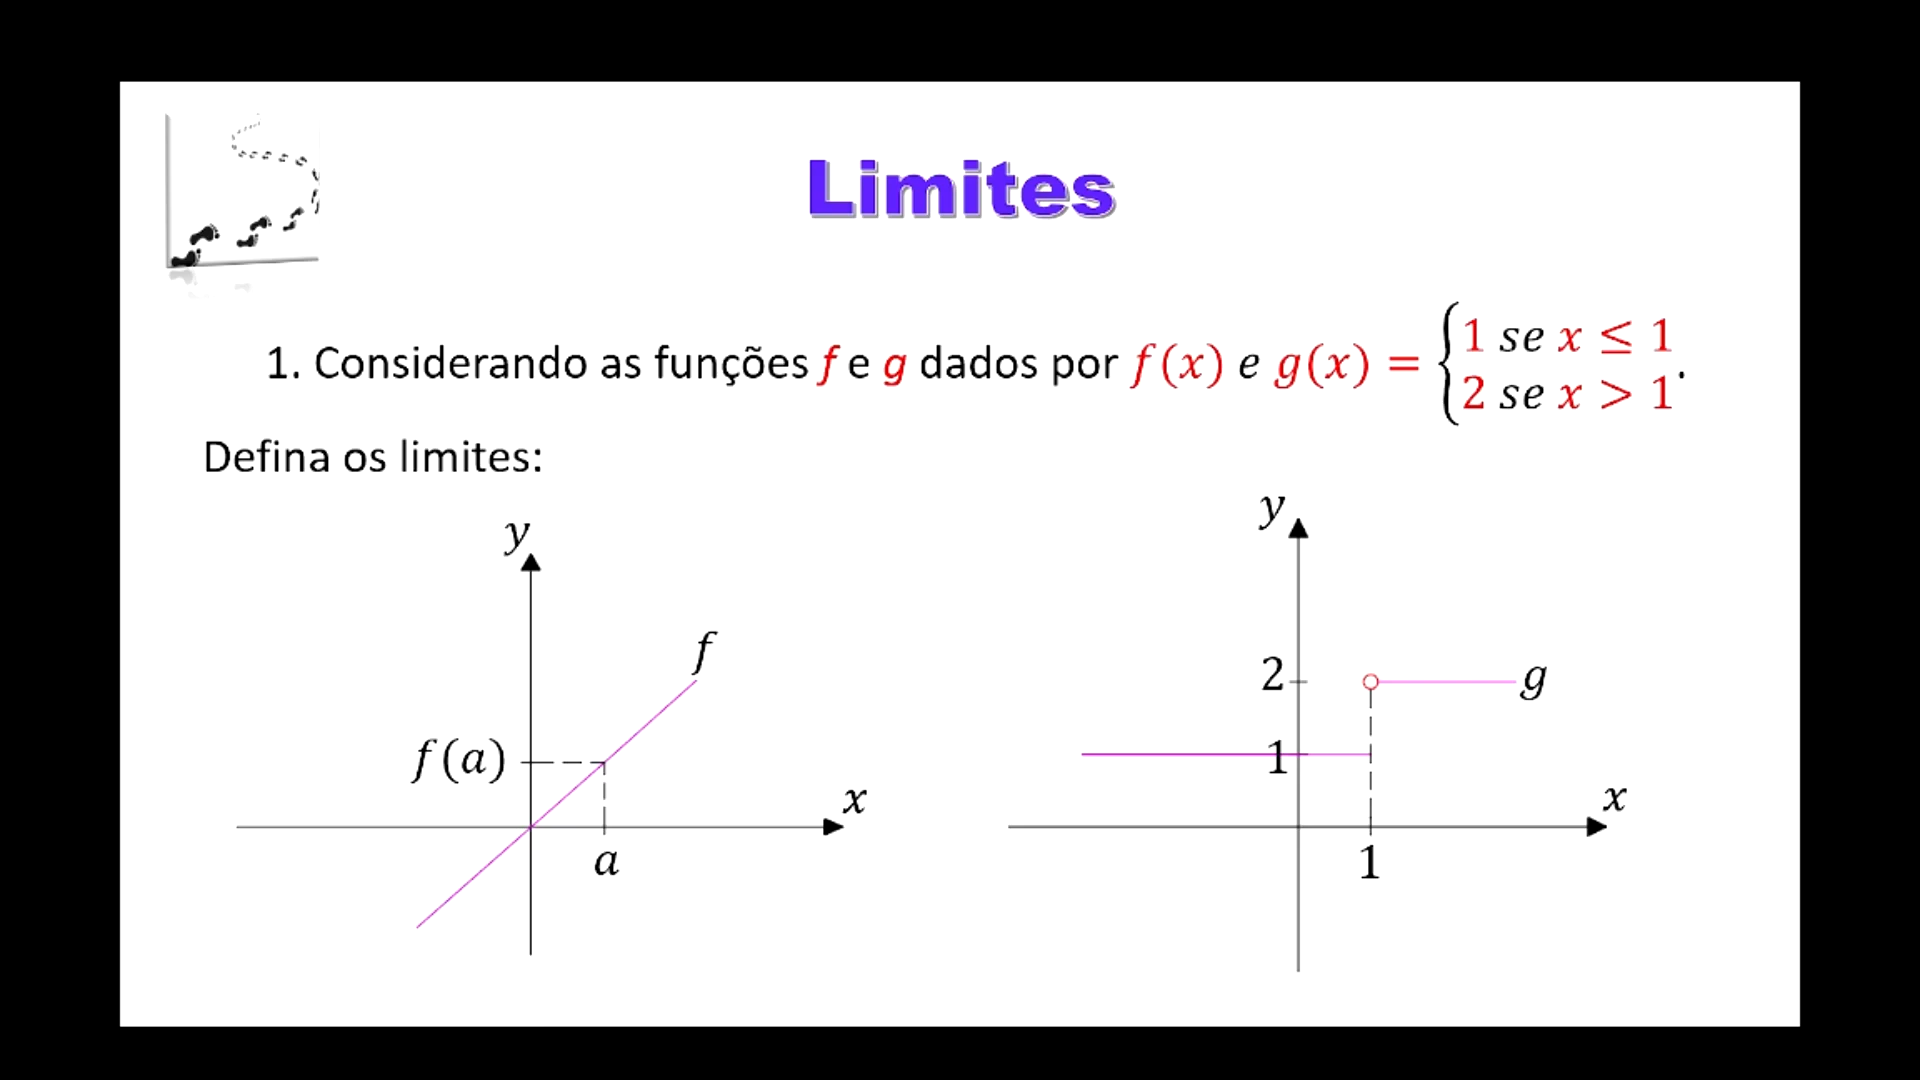 Limites
1. Considerando as funções f e g dados por f(x) e g(x) = {1 se x ≤ 1
2 se x > 1.
Defina os limites:
y
f
f(a)
x
a
y
2
g
1
x
1